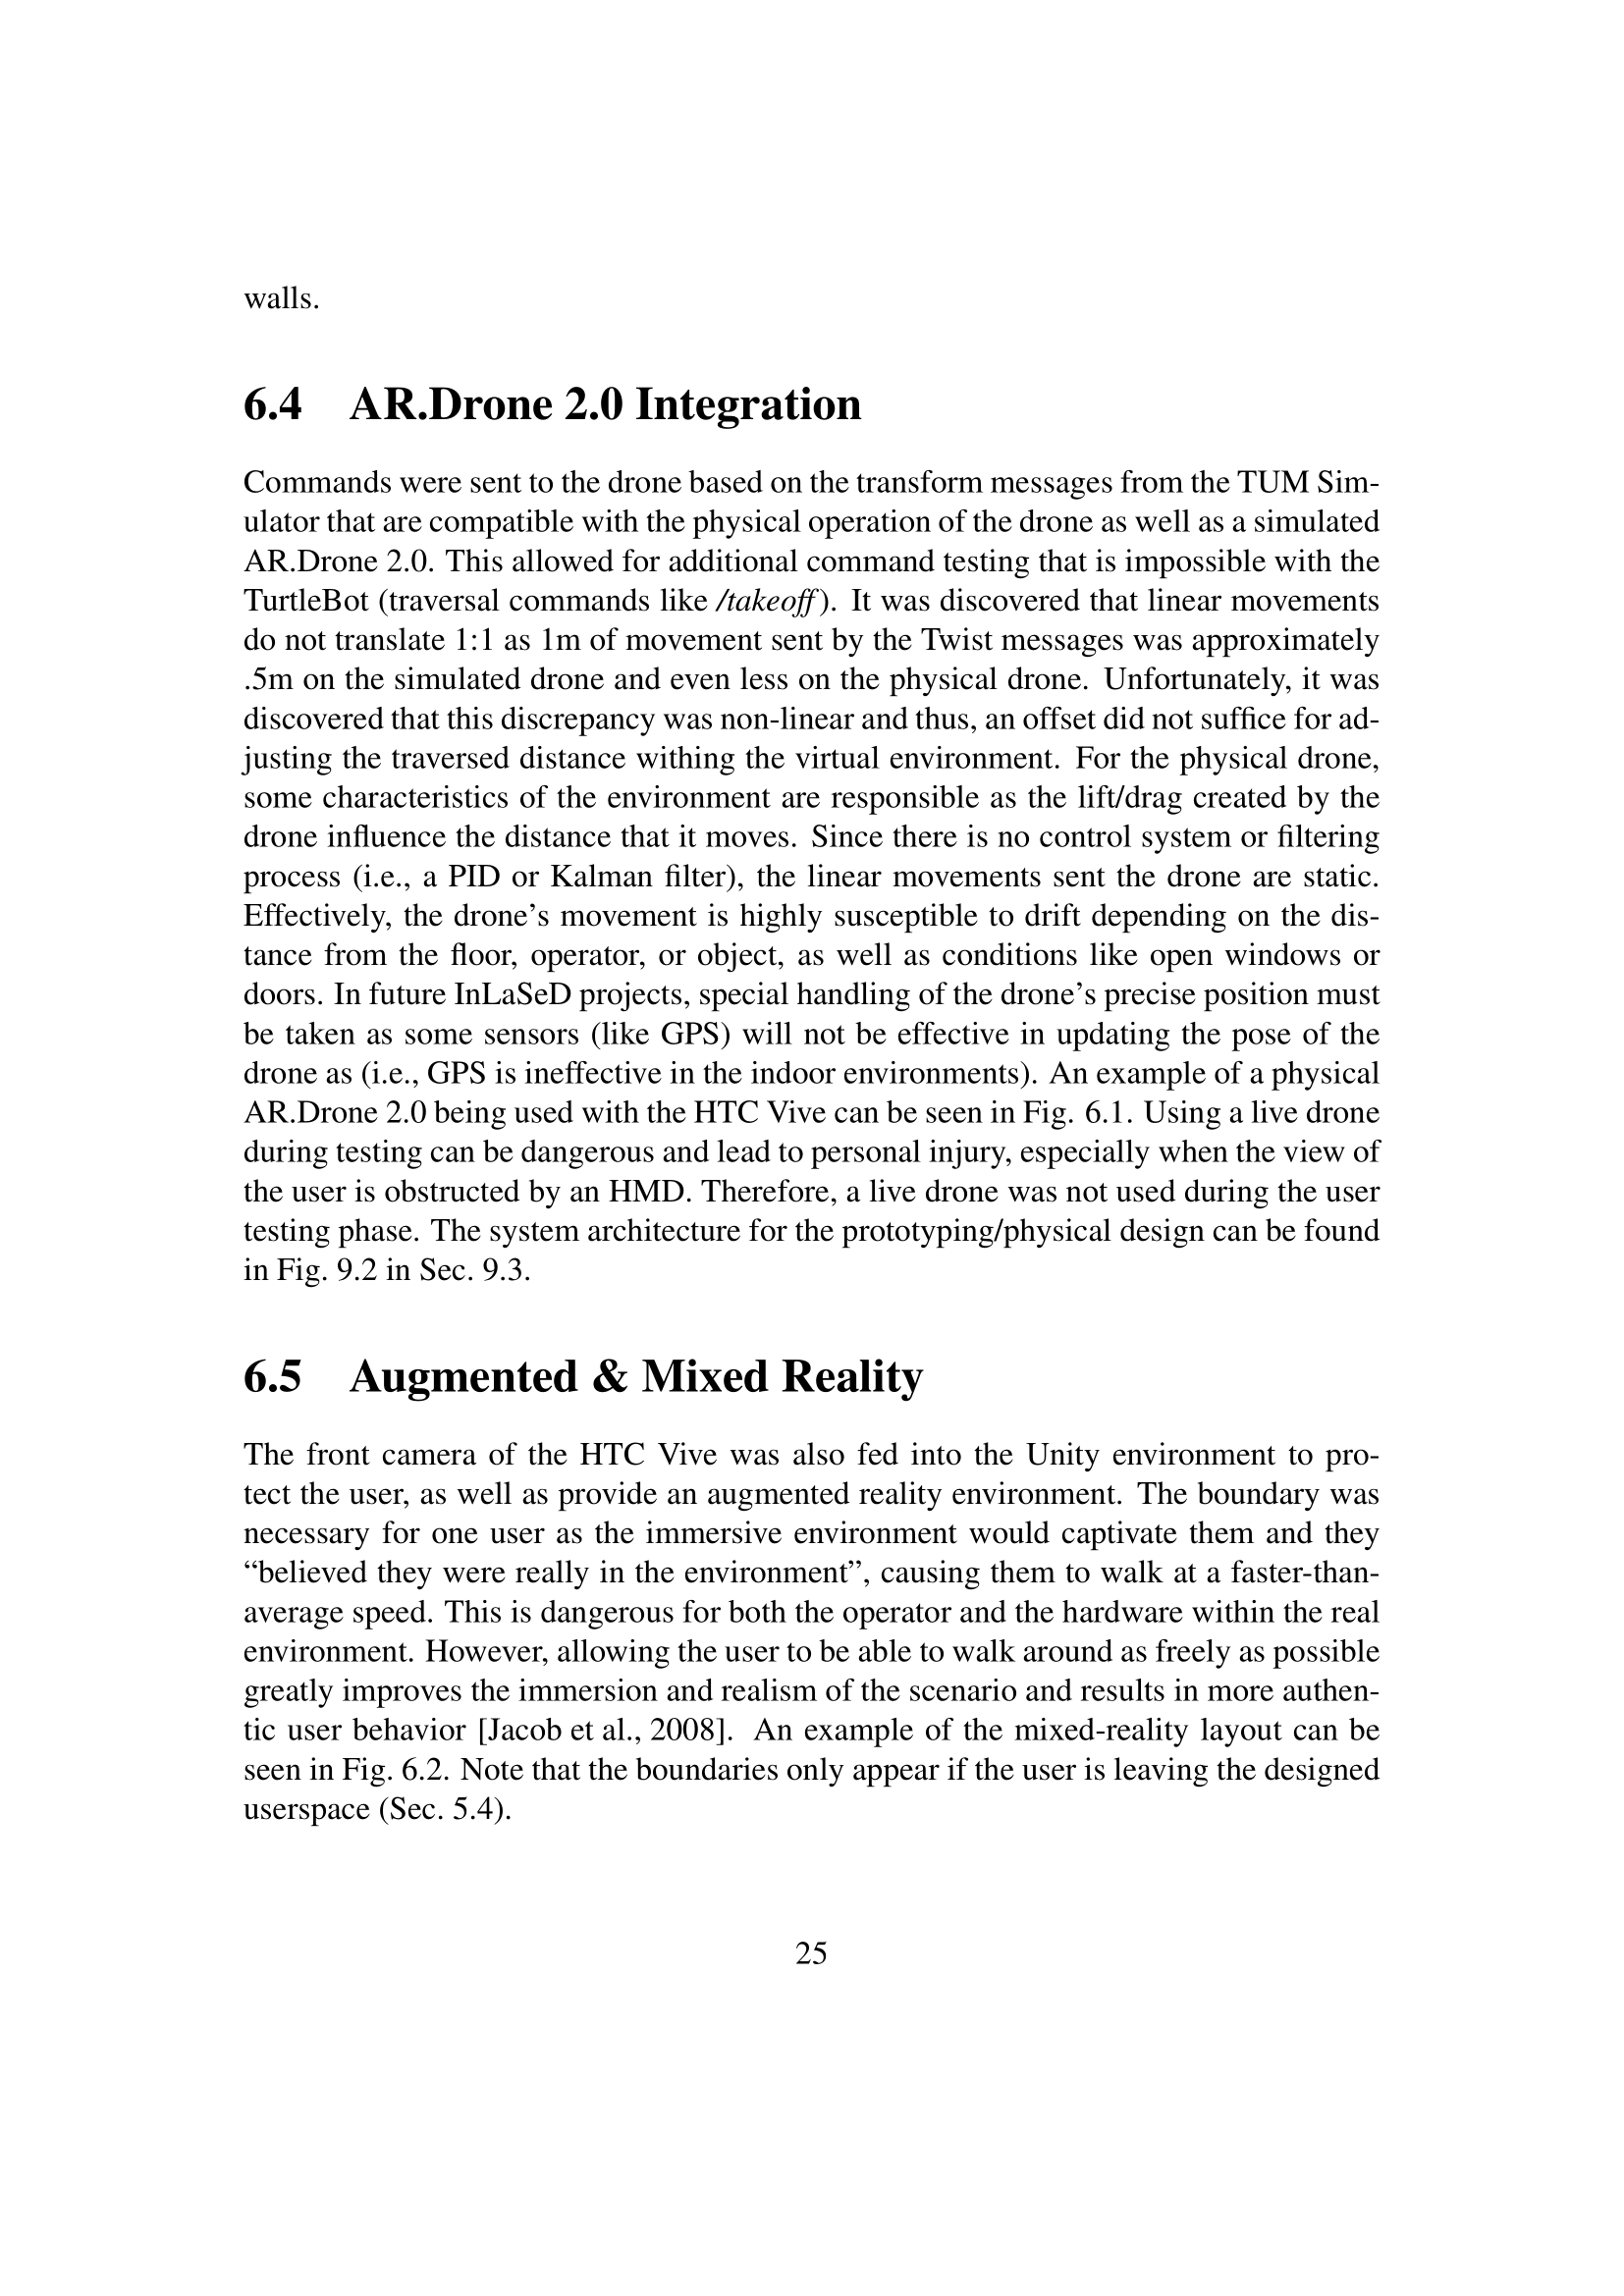 walls.
6.4 AR.Drone 2.0 Integration
Commands were sent to the drone based on the transform messages from the TUM Sim-
ulator that are compatible with the physical operation of the drone as well as a simulated
AR.Drone 2.0. This allowed for additional command testing that is impossible with the
TurtleBot (traversal commands like /takeoff). It was discovered that linear movements
do not translate 1:1 as 1m of movement sent by the Twist messages was approximately
.5m on the simulated drone and even less on the physical drone. Unfortunately, it was
discovered that this discrepancy was non-linear and thus, an offset did not suffice for ad-
justing the traversed distance withing the virtual environment. For the physical drone,
some characteristics of the environment are responsible as the lift/drag created by the
drone influence the distance that it moves. Since there is no control system or filtering
process (i.e., a PID or Kalman filter), the linear movements sent the drone are static.
Effectively, the drone's movement is highly susceptible to drift depending on the dis-
tance from the floor, operator, or object, as well as conditions like open windows or
doors. In future InLaSeD projects, special handling of the drone's precise position must
be taken as some sensors (like GPS) will not be effective in updating the pose of the
drone as (i.e., GPS is ineffective in the indoor environments). An example of a physical
AR.Drone 2.0 being used with the HTC Vive can be seen in Fig. 6.1. Using a live drone
during testing can be dangerous and lead to personal injury, especially when the view of
the user is obstructed by an HMD. Therefore, a live drone was not used during the user
testing phase. The system architecture for the prototyping/physical design can be found
in Fig. 9.2 in Sec. 9.3.
6.5 Augmented & Mixed Reality
The front camera of the HTC Vive was also fed into the Unity environment to pro-
tect the user, as well as provide an augmented reality environment. The boundary was
necessary for one user as the immersive environment would captivate them and they
“believed they were really in the environment”, causing them to walk at a faster-than-
average speed. This is dangerous for both the operator and the hardware within the real
environment. However, allowing the user to be able to walk around as freely as possible
greatly improves the immersion and realism of the scenario and results in more authen-
tic user behavior [Jacob et al., 2008]. An example of the mixed-reality layout can be
seen in Fig. 6.2. Note that the boundaries only appear if the user is leaving the designed
userspace (Sec. 5.4).
25